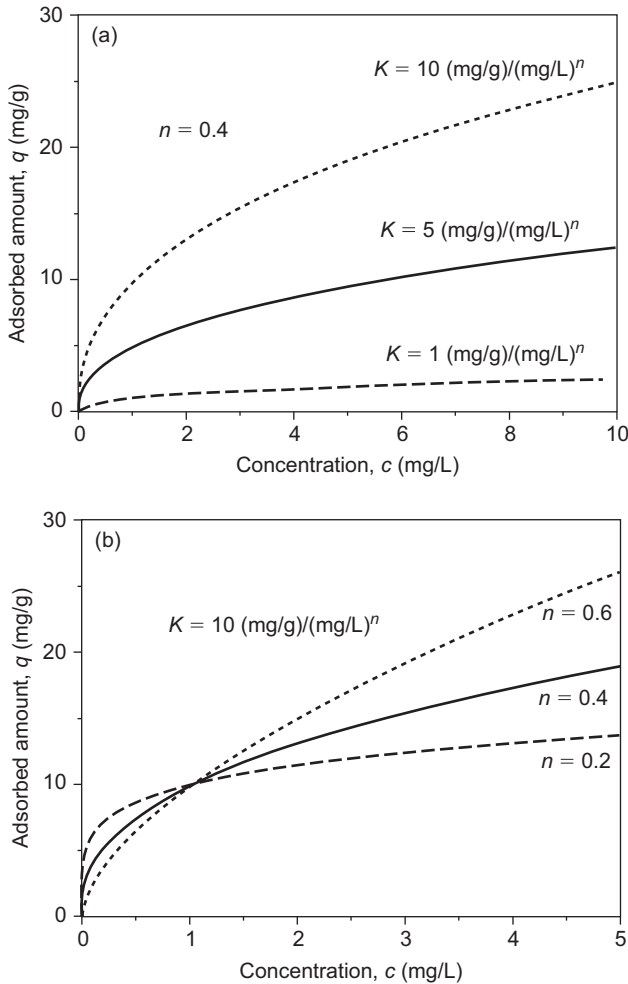 (a)
K = 10 (mg/g)/(mg/L)ⁿ
n = 0.4
K = 5 (mg/g)/(mg/L)ⁿ
K = 1 (mg/g)/(mg/L)ⁿ
Adsorbed amount, q (mg/g)
30
20
10
0
0 2 4 6 8 10
Concentration, c (mg/L)
(b)
K = 10 (mg/g)/(mg/L)ⁿ
n = 0.6
n = 0.4
n = 0.2
Adsorbed amount, q (mg/g)
30
20
10
0
0 1 2 3 4 5
Concentration, c (mg/L)